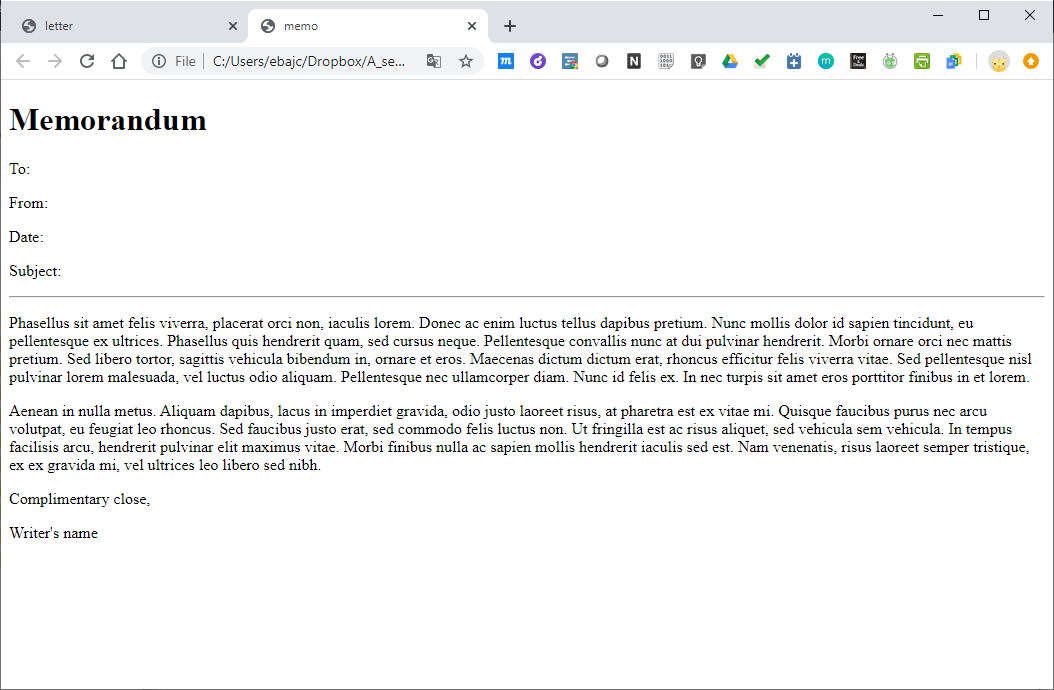 letter
memo
File
C:/Users/ebajc/Dropbox/A_se...
Memorandum
To:
From:
Date:
Subject:
Phasellus sit amet felis viverra, placerat orci non, iaculis lorem. Donec ac enim luctus tellus dapibus pretium. Nunc mollis dolor id sapien tincidunt, eu
pellentesque ex ultrices. Phasellus quis hendrerit quam, sed cursus neque. Pellentesque convallis nunc at dui pulvinar hendrerit. Morbi ornare orci nec mattis
pretium. Sed libero tortor, sagittis vehicula bibendum in, ornare et eros. Maecenas dictum dictum erat, rhoncus efficitur felis viverra vitae. Sed pellentesque nisl
pulvinar lorem malesuada, vel luctus odio aliquam. Pellentesque nec ullamcorper diam. Nunc id felis ex. In nec turpis sit amet eros porttitor finibus in et lorem.
Aenean in nulla metus. Aliquam dapibus, lacus in imperdiet gravida, odio justo laoreet risus, at pharetra est ex vitae mi. Quisque faucibus purus nec arcu
volutpat, eu feugiat leo rhoncus. Sed faucibus justo erat, sed commodo felis luctus non. Ut fringilla est ac risus aliquet, sed vehicula sem vehicula. In tempus
facilisis arcu, hendrerit pulvinar elit maximus vitae. Morbi finibus nulla ac sapien mollis hendrerit iaculis sed est. Nam venenatis, risus laoreet semper tristique,
ex ex gravida mi, vel ultrices leo libero sed nibh.
Complimentary close,
Writer's name